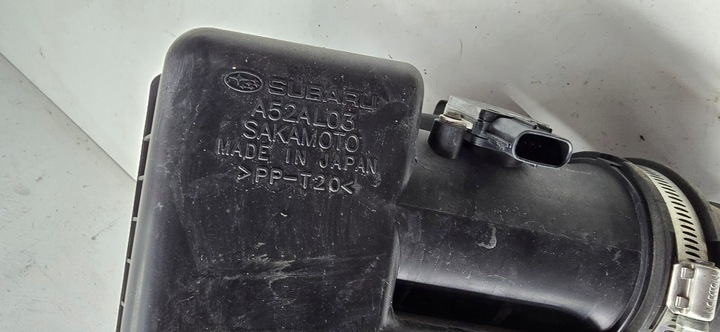 SUBARU
A52AL03
SAKAMOTO
MADE IN JAPAN
>PP-T20<